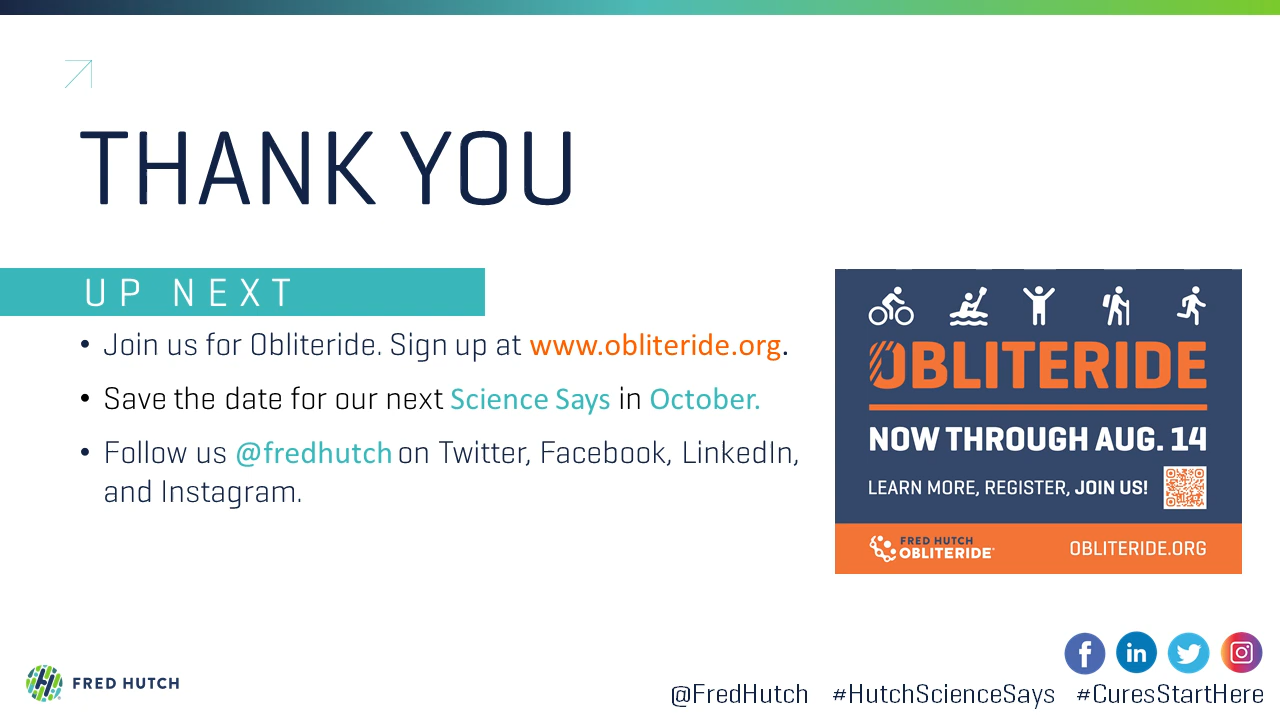 THANK YOU
UP NEXT
• Join us for Obliteride. Sign up at www.obliteride.org.
• Save the date for our next Science Says in October.
• Follow us @fredhutch on Twitter, Facebook, LinkedIn,
and Instagram.
OBLITERIDE
NOW THROUGH AUG. 14
LEARN MORE, REGISTER, JOIN US!
FRED HUTCH
OBLITERIDE
OBLITERIDE.ORG
FRED HUTCH
@FredHutch #HutchScienceSays #CuresStartHere